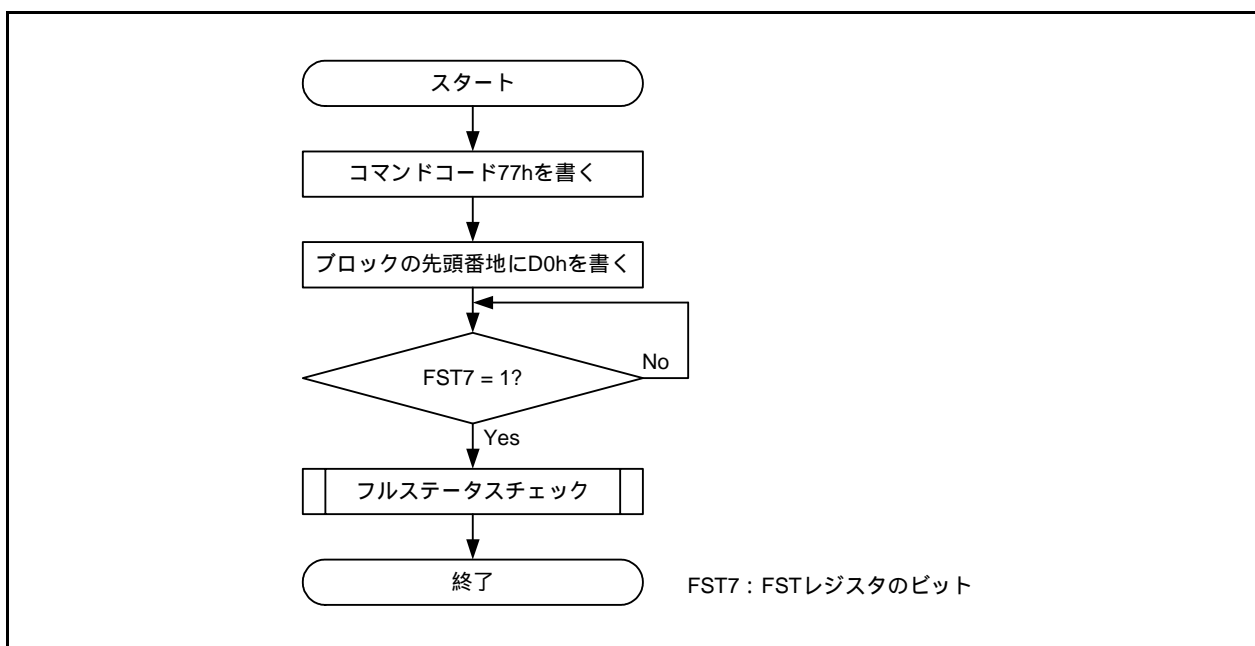 スタート
コマンドコード77hを書く
ブロックの先頭番地にD0hを書く
No
FST7 = 1?
Yes
フルステータスチェック
終了
FST7：FSTレジスタのビット